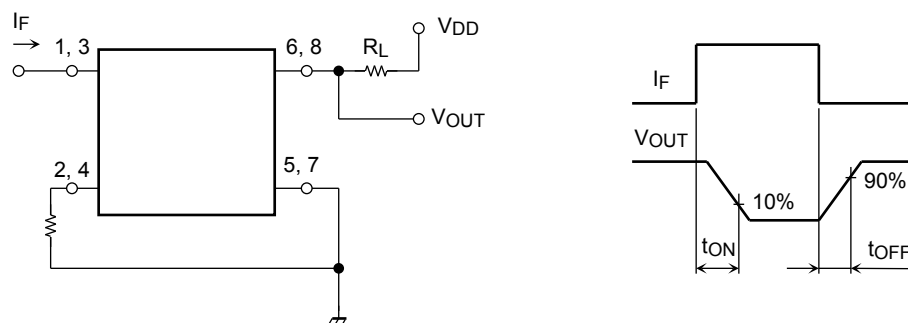 IF
1, 3
6, 8
RL
VDD
VOUT
2, 4
5, 7
IF
VOUT
10%
90%
tON
tOFF